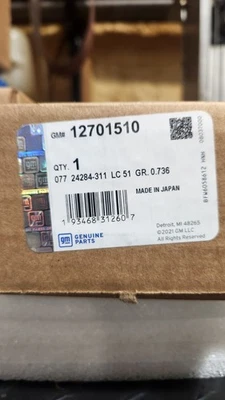 GM# 12701510
QTY. 1
077 24284-311 LC 51 GR. 0.736
MADE IN JAPAN
1 93468 31260 7
gm GENUINE PARTS
Detroit, MI 48265
©2021 GM LLC
All Rights Reserved